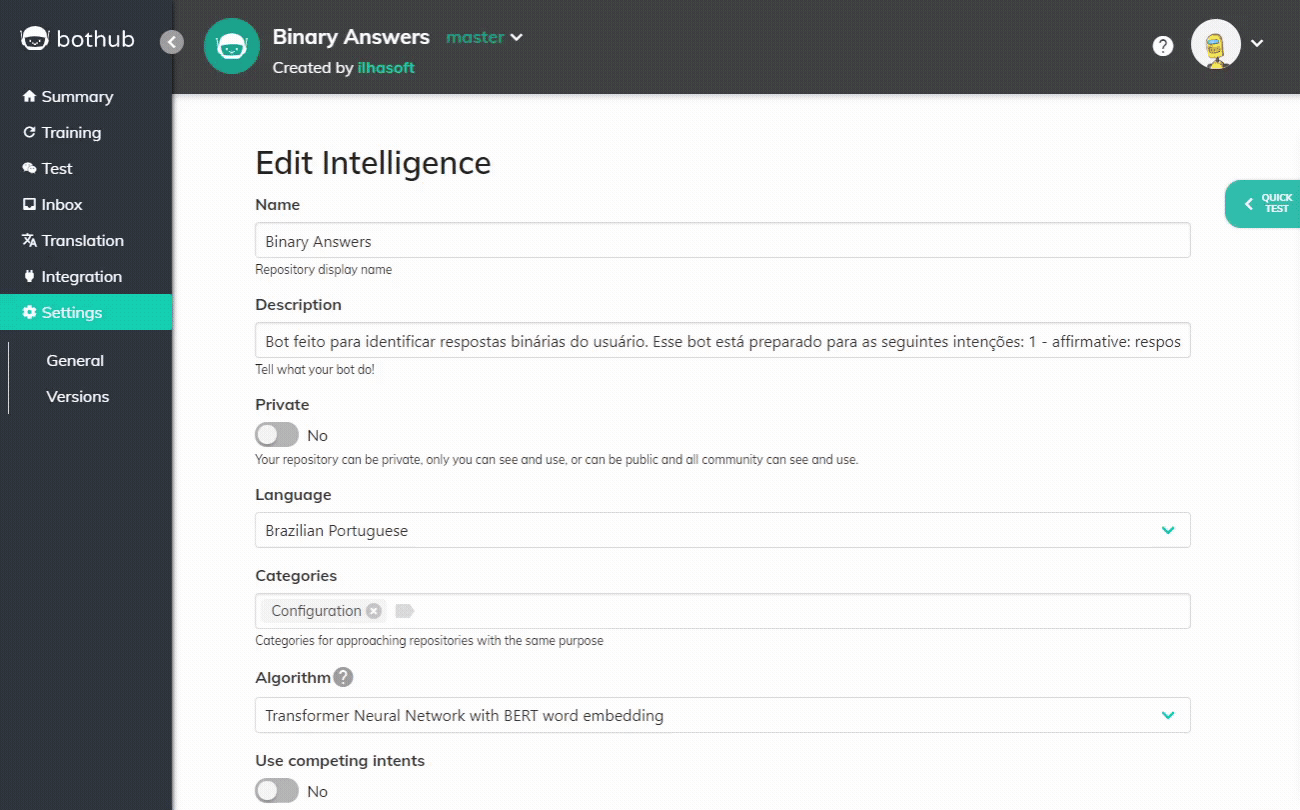 bothub
Binary Answers master
Created by ilhasoft
Summary
Training
Test
Inbox
Translation
Integration
Settings
General
Versions
QUICK
TEST
Edit Intelligence
Name
Binary Answers
Repository display name
Description
Bot feito para identificar respostas binárias do usuário. Esse bot está preparado para as seguintes intenções: 1 - affirmative: respos
Tell what your bot do!
Private
No
Your repository can be private, only you can see and use, or can be public and all community can see and use.
Language
Brazilian Portuguese
Categories
Configuration
Categories for approaching repositories with the same purpose
Algorithm ?
Transformer Neural Network with BERT word embedding
Use competing intents
No